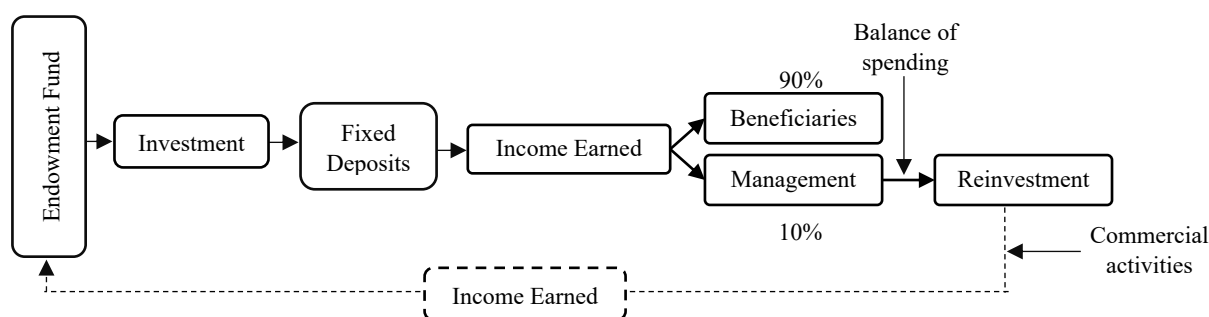 Endowment Fund
Investment
Fixed
Deposits
Income Earned
90%
Beneficiaries
Management
10%
Balance of
spending
Reinvestment
Commercial
activities
Income Earned